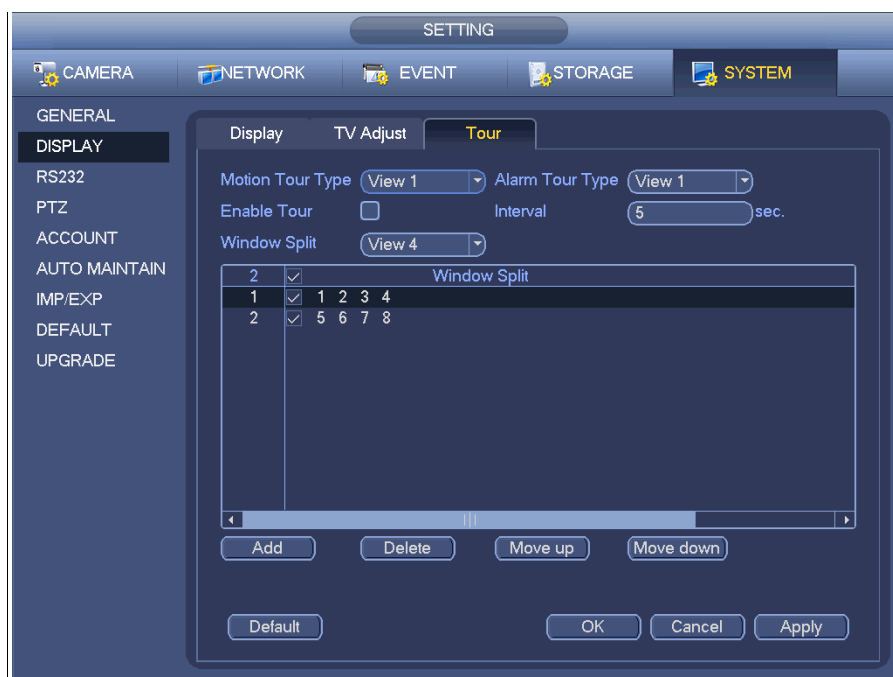 SETTING
CAMERA NETWORK EVENT STORAGE SYSTEM
GENERAL
DISPLAY
RS232
PTZ
ACCOUNT
AUTO MAINTAIN
IMP/EXP
DEFAULT
UPGRADE
Display TV Adjust Tour
Motion Tour Type View 1 Alarm Tour Type View 1
Enable Tour Interval 5 sec.
Window Split View 4
2 Window Split
1 1 2 3 4
2 5 6 7 8
Add Delete Move up Move down
Default OK Cancel Apply